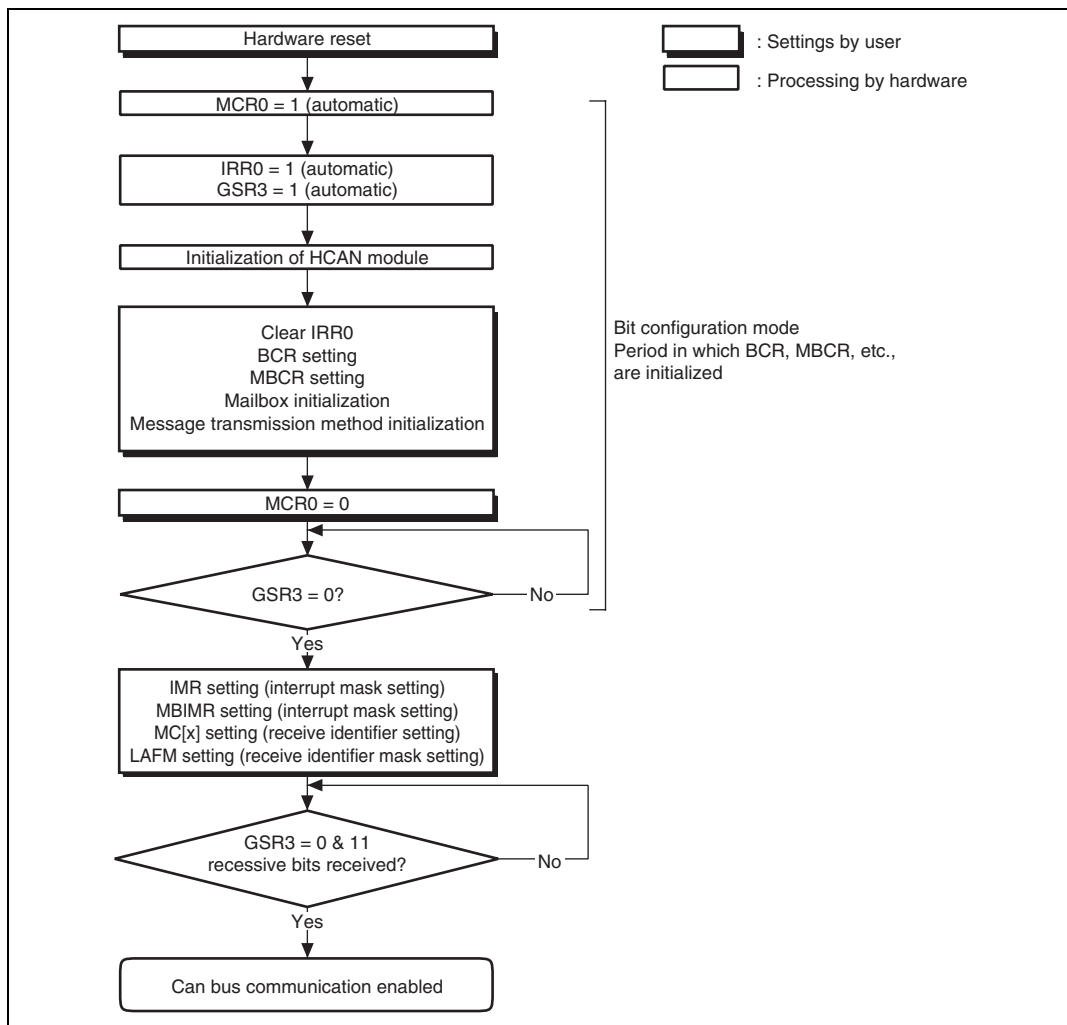 Hardware reset
: Settings by user
: Processing by hardware
MCR0 = 1 (automatic)
IRR0 = 1 (automatic)
GSR3 = 1 (automatic)
Initialization of HCAN module
Clear IRR0
BCR setting
MBCR setting
Mailbox initialization
Message transmission method initialization
Bit configuration mode
Period in which BCR, MBCR, etc.,
are initialized
MCR0 = 0
GSR3 = 0?
No
Yes
IMR setting (interrupt mask setting)
MBIMR setting (interrupt mask setting)
MC[x] setting (receive identifier setting)
LAFM setting (receive identifier mask setting)
GSR3 = 0 & 11
recessive bits received?
No
Yes
Can bus communication enabled